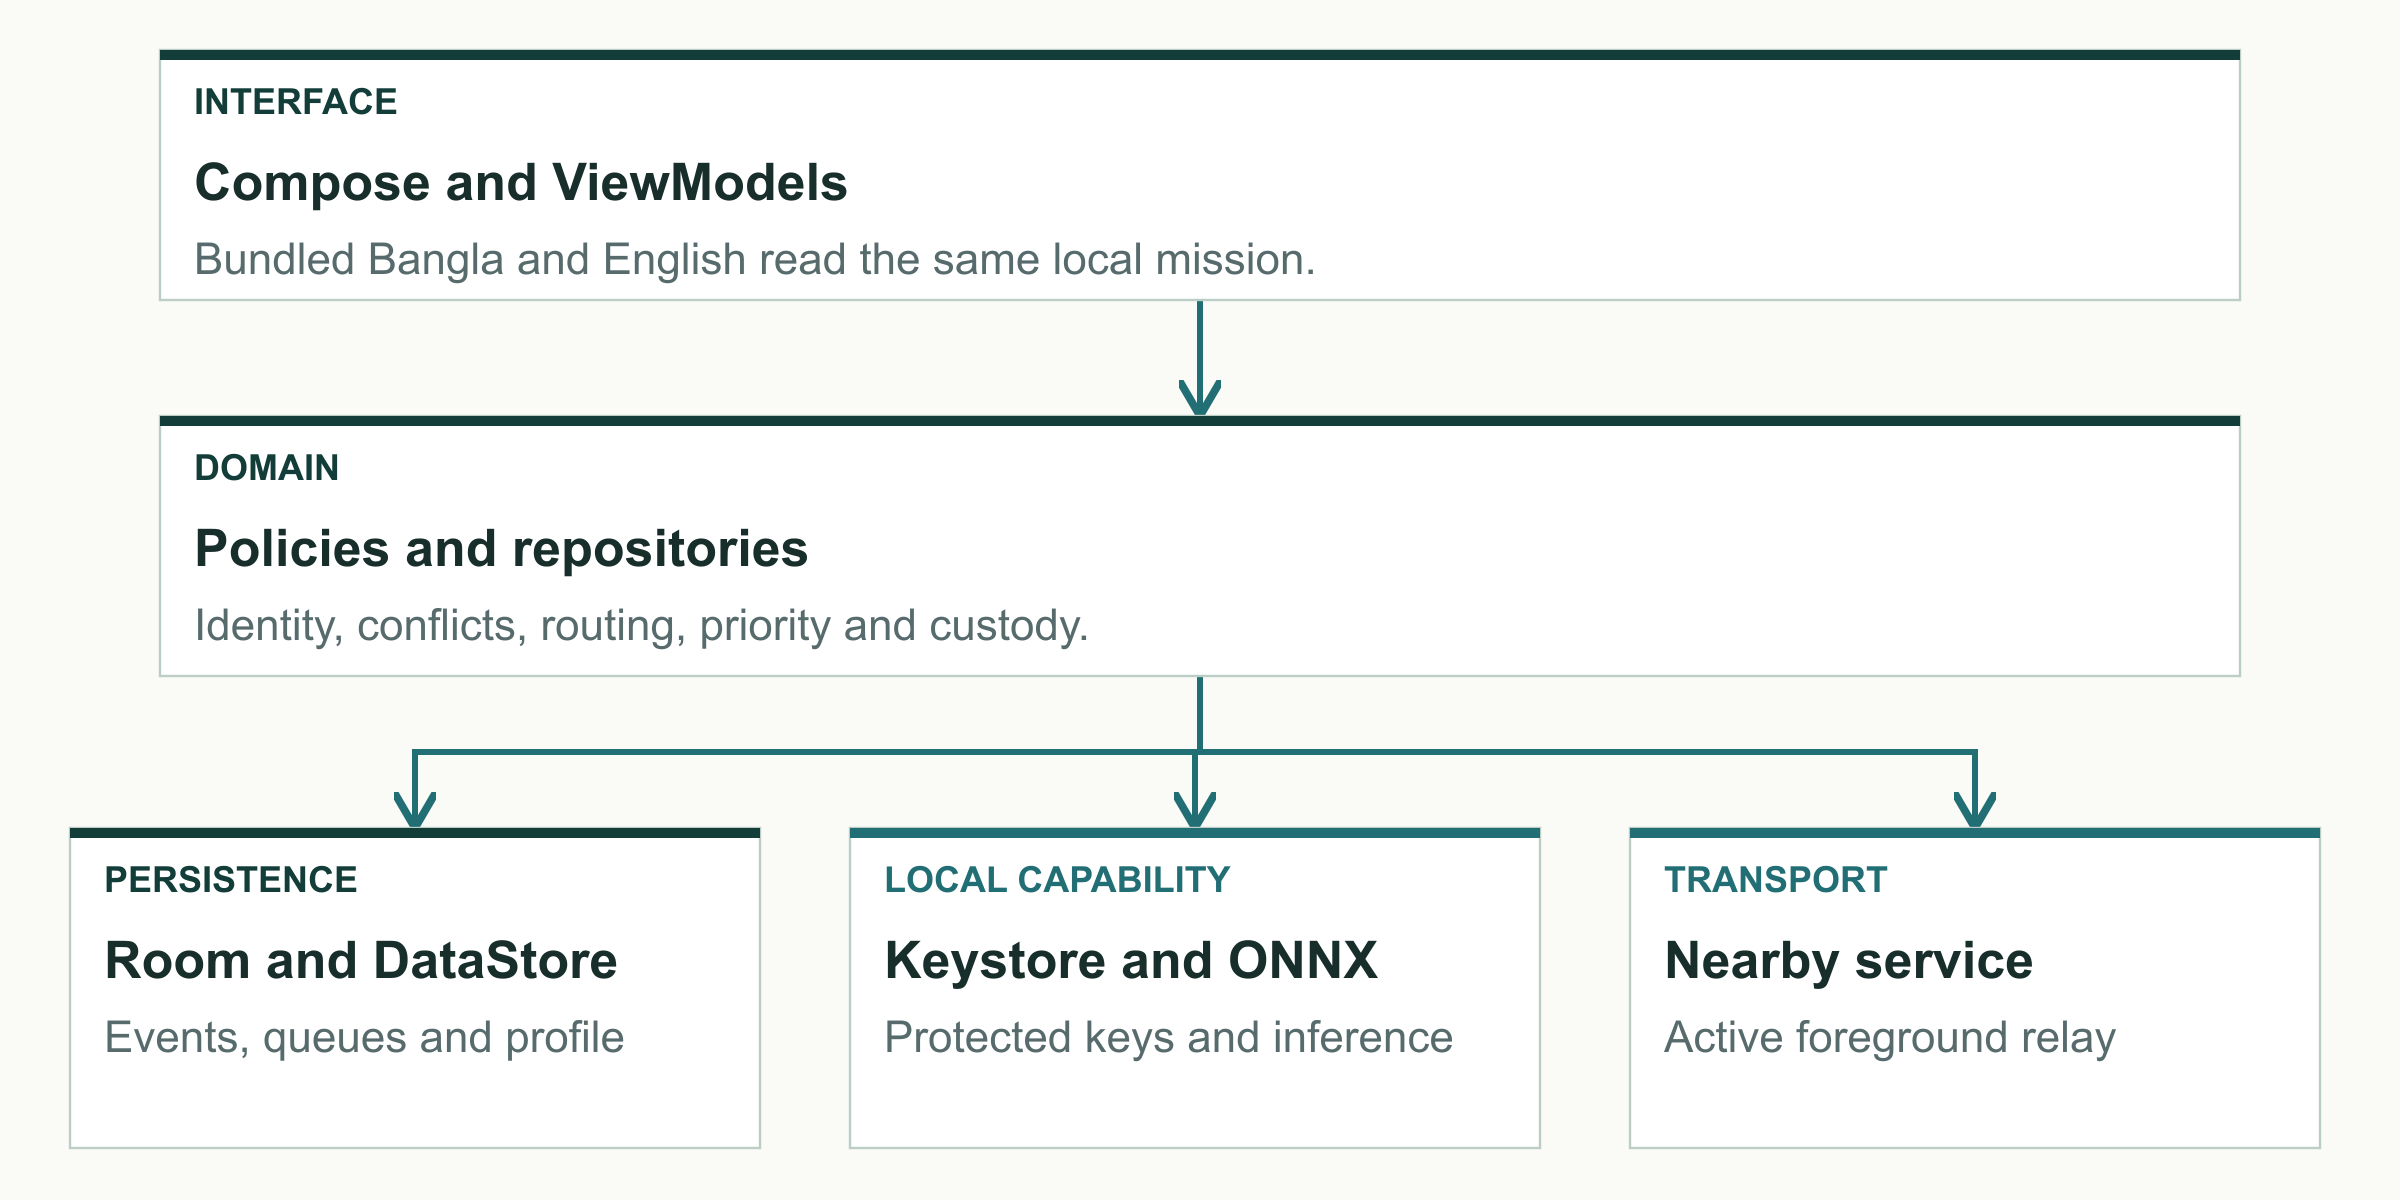 INTERFACE
Compose and ViewModels
Bundled Bangla and English read the same local mission.
DOMAIN
Policies and repositories
Identity, conflicts, routing, priority and custody.
PERSISTENCE
Room and DataStore
Events, queues and profile
LOCAL CAPABILITY
Keystore and ONNX
Protected keys and inference
TRANSPORT
Nearby service
Active foreground relay